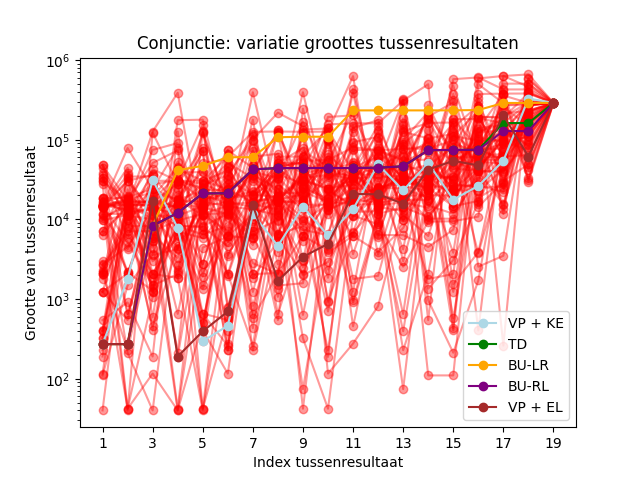 Conjunctie: variatie groottes tussenresultaten
Grootte van tussenresultaat
10^6
10^5
10^4
10^3
10^2
VP + KE
TD
BU-LR
BU-RL
VP + EL
1 3 5 7 9 11 13 15 17 19
Index tussenresultaat